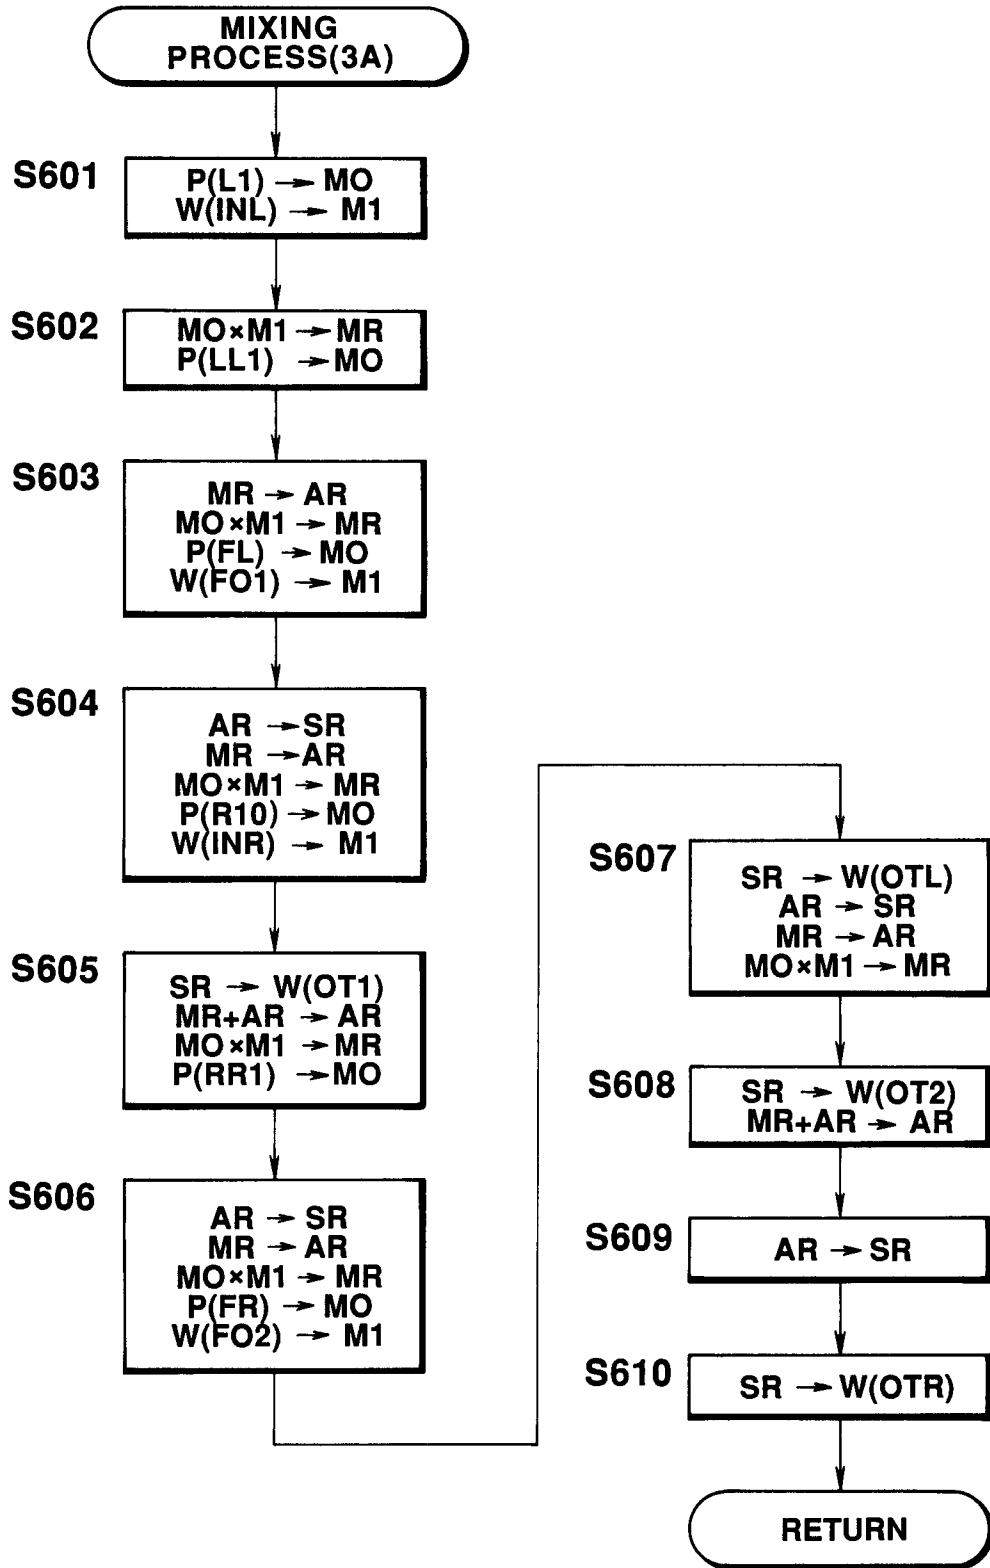 MIXING
PROCESS(3A)
S601
P(L1) → MO
W(INL) → M1
S602
MO×M1 → MR
P(LL1) → MO
S603
MR → AR
MO×M1 → MR
P(FL) → MO
W(FO1) → M1
S604
AR → SR
MR → AR
MO×M1 → MR
P(R10) → MO
W(INR) → M1
S605
SR → W(OT1)
MR+AR → AR
MO×M1 → MR
P(RR1) → MO
S606
AR → SR
MR → AR
MO×M1 → MR
P(FR) → MO
W(FO2) → M1
S607
SR → W(OTL)
AR → SR
MR → AR
MO×M1 → MR
S608
SR → W(OT2)
MR+AR → AR
S609
AR → SR
S610
SR → W(OTR)
RETURN